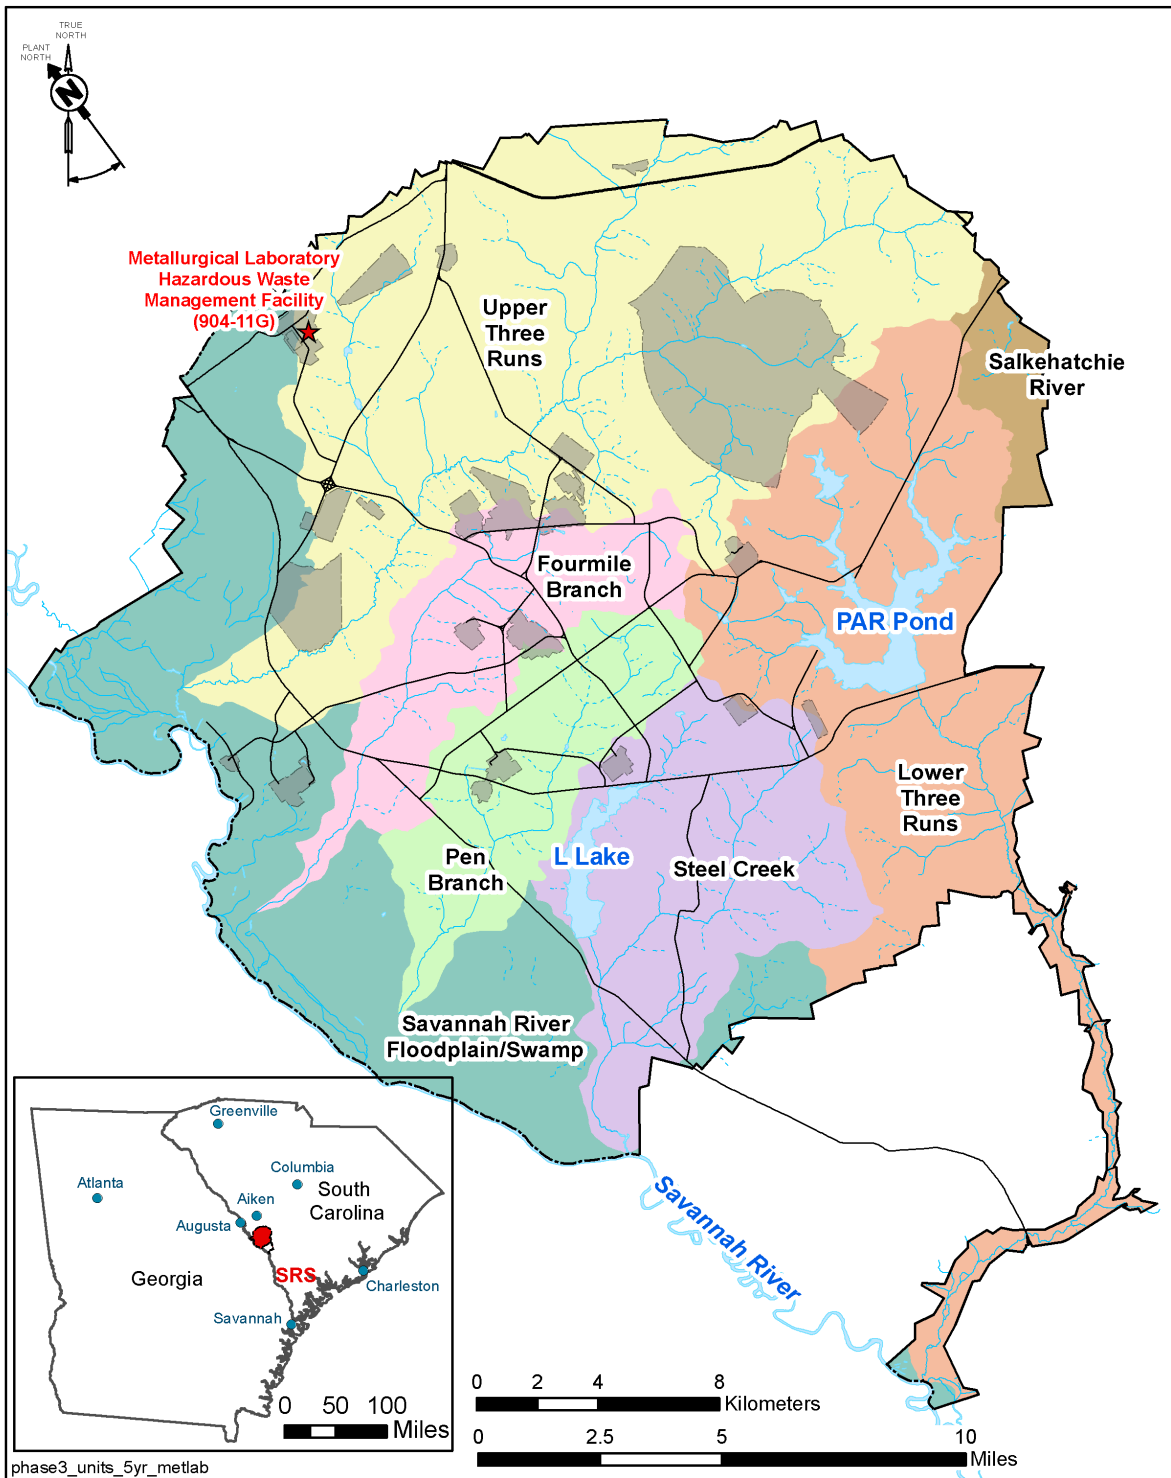 TRUE
NORTH
PLANT
NORTH
N
Metallurgical Laboratory
Hazardous Waste
Management Facility
(904-11G)
Upper
Three
Runs
Salkehatchie
River
Fourmile
Branch
PAR Pond
Lower
Three
Runs
Pen
Branch
L Lake
Steel Creek
Savannah River
Floodplain/Swamp
Savannah River
Greenville
Atlanta
Columbia
Aiken
South
Carolina
Augusta
Georgia
SRS
Charleston
Savannah
0 50 100
Miles
0 2 4 8
Kilometers
0 2.5 5 10
Miles
phase3_units_5yr_metlab